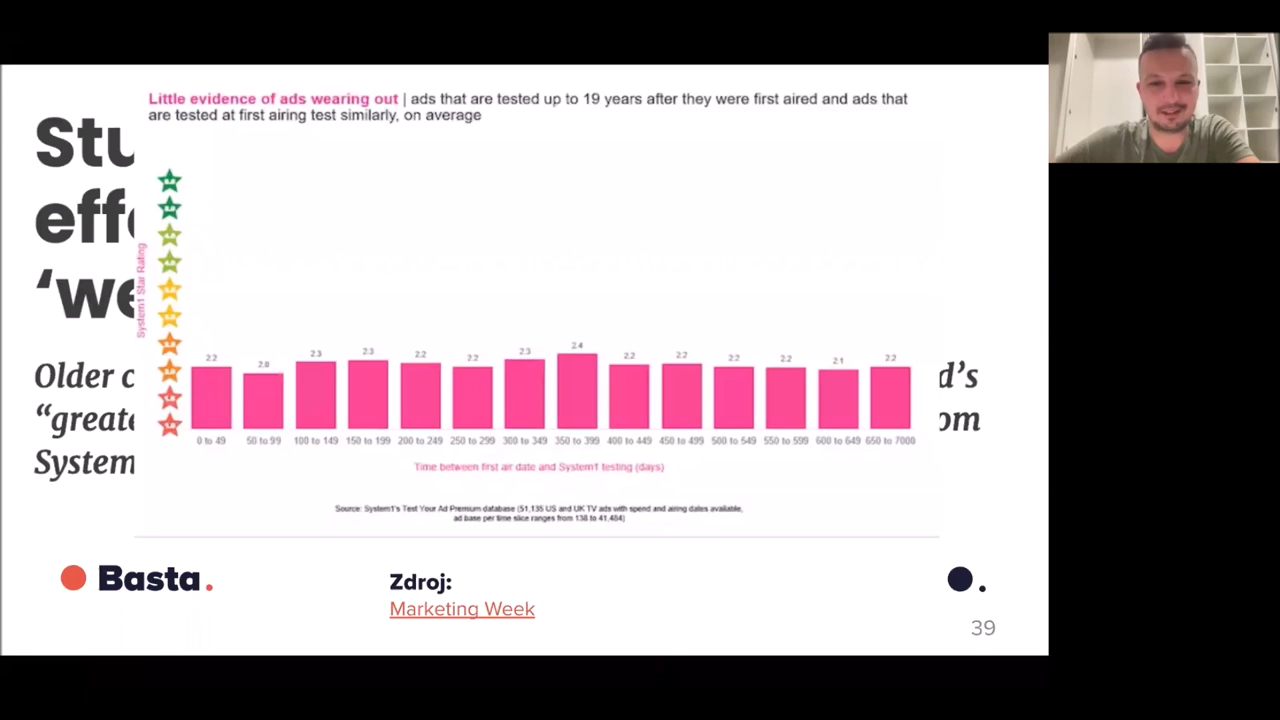 Little evidence of ads wearing out | ads that are tested up to 19 years after they were first aired and ads that
are tested at first airing test similarly, on average
Stu
effe
‘we
Older c
d’s
“greate
om
System
System1 Star Rating
2.2 2.0 2.3 2.3 2.2 2.2 2.3 2.4 2.2 2.2 2.2 2.2 2.1 2.2
0 to 49 50 to 99 100 to 149 150 to 199 200 to 249 250 to 299 300 to 349 350 to 399 400 to 449 450 to 499 500 to 549 550 to 599 600 to 649 650 to 7000
Time between first air date and System1 testing (days)
Source: System1's Test Your Ad Premium database (51,135 US and UK TV ads with spend and airing dates available,
ad base per time slice ranges from 138 to 41,484)
Basta.
Zdroj:
Marketing Week
39